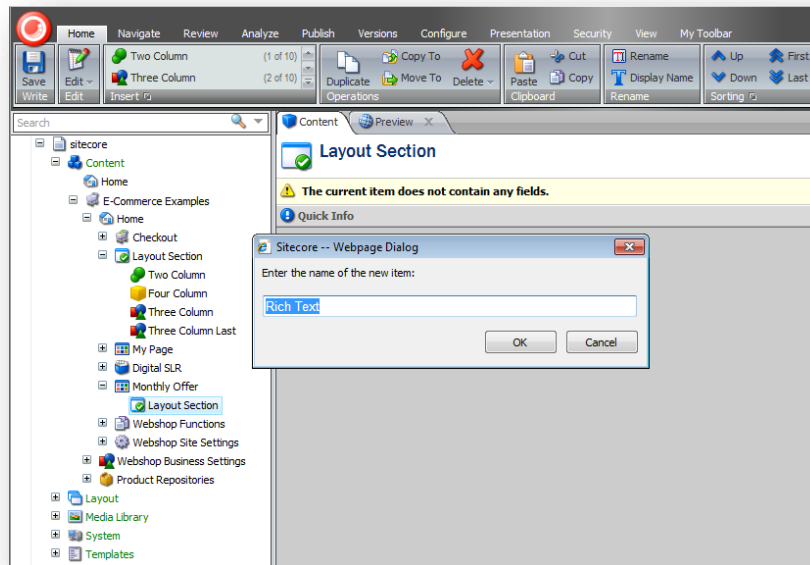 Home Navigate Review Analyze Publish Versions Configure Presentation Security View My Toolbar
Two Column (1 of 10) Copy To Cut Rename Up First
Three Column (2 of 10) Move To Copy Display Name Down Last
Save Edit Duplicate Delete Paste
Write Edit Insert Operations Clipboard Rename Sorting
Search
Content Preview X
sitecore
Content
Home
E-Commerce Examples
Home
Checkout
Layout Section
Two Column
Four Column
Three Column
Three Column Last
My Page
Digital SLR
Monthly Offer
Layout Section
Webshop Functions
Webshop Site Settings
Webshop Business Settings
Product Repositories
Layout
Media Library
System
Templates
Layout Section
The current item does not contain any fields.
Quick Info
Sitecore -- Webpage Dialog
Enter the name of the new item:
Rich Text
OK Cancel